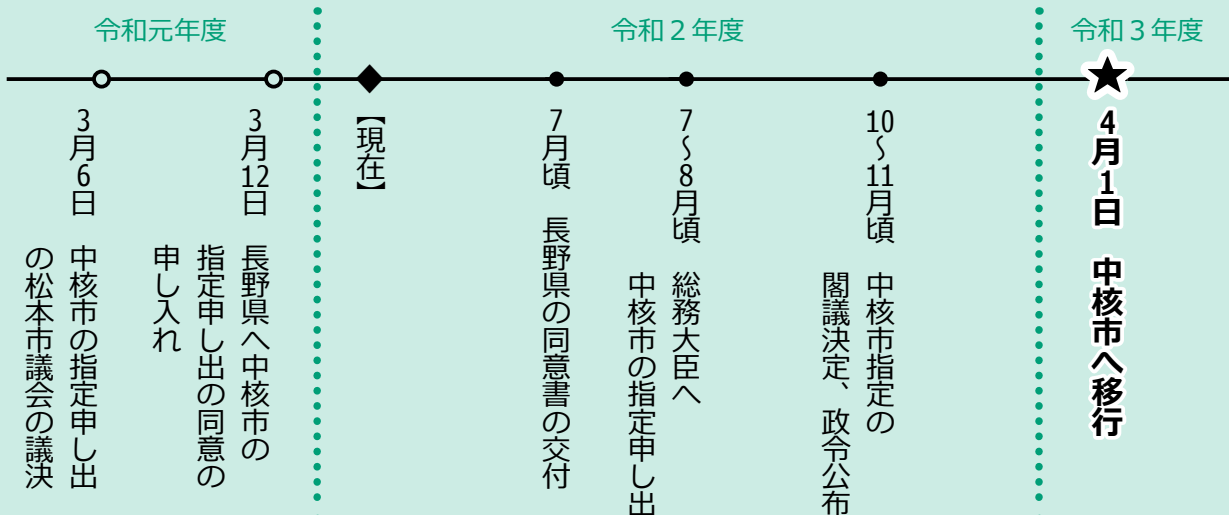 令和元年度
令和２年度
令和３年度
3月6日　中核市の指定申し出
の松本市議会の議決
3月12日　長野県へ中核市の
指定申し出の同意の
申し入れ
【現在】
7月頃　長野県の同意書の交付
7〜8月頃　総務大臣へ
中核市の指定申し出
10〜11月頃　中核市指定の
閣議決定、政令公布
4月1日　中核市へ移行